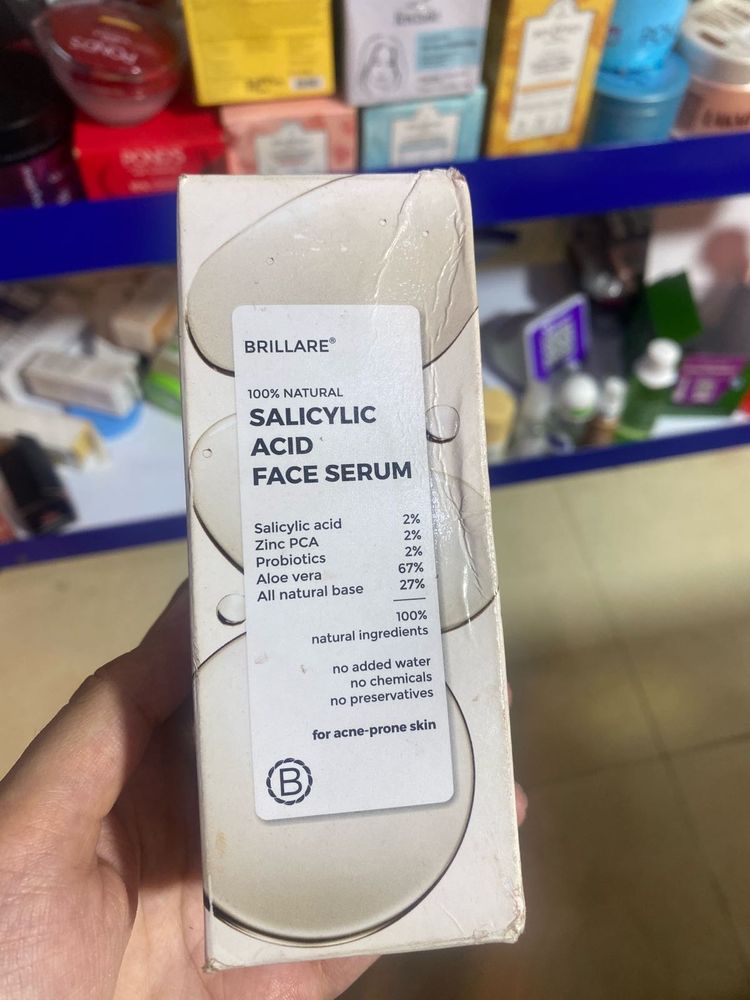 POND'S
BRILLARE®
100% NATURAL
SALICYLIC
ACID
FACE SERUM
Salicylic acid 2%
Zinc PCA 2%
Probiotics 2%
Aloe vera 67%
All natural base 27%
100%
natural ingredients
no added water
no chemicals
no preservatives
for acne-prone skin
B